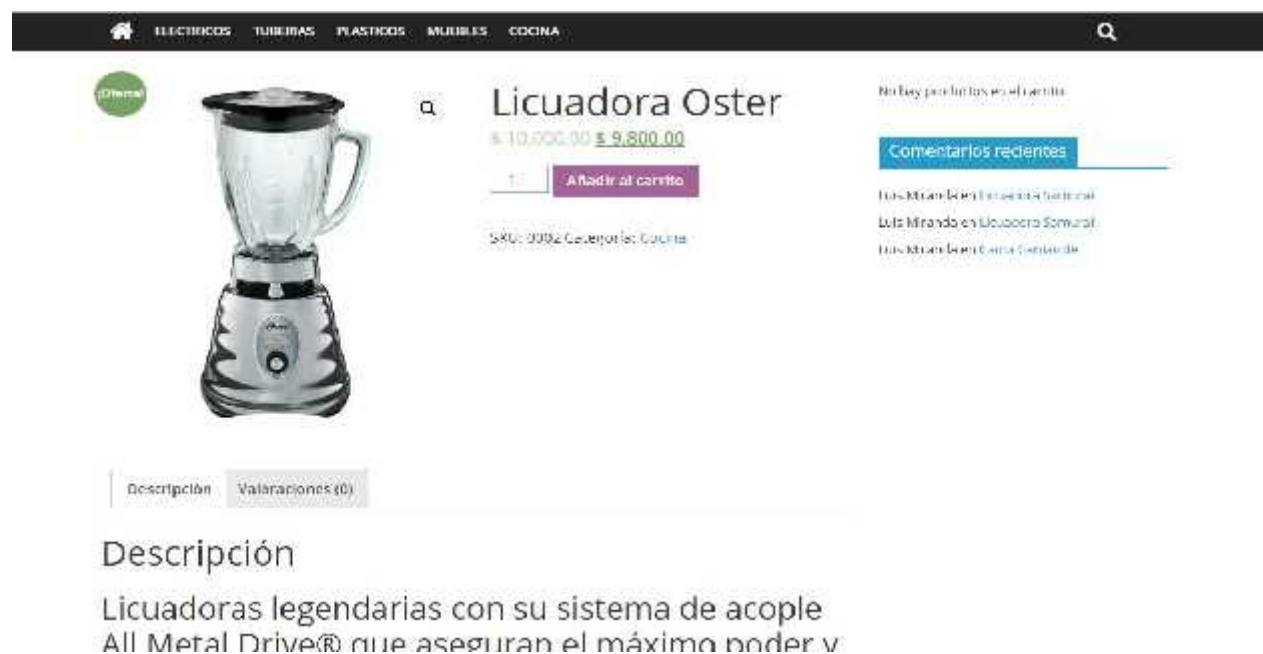 ELECTRICOS TUBERIAS PLASTICOS MUEBLES COCINA
¡Oferta!
Licuadora Oster
$ 10,000.00 $ 9,800.00
1 Añadir al carrito
SKU: 0002 Categoría: Cocina
No hay productos en el carrito.
Comentarios recientes
Luis Miranda en Licuadora Samurai
Luis Miranda en Licuadora Samurai
Luis Miranda en
Descripción Valoraciones (0)
Descripción
Licuadoras legendarias con su sistema de acople
All Metal Drive® que aseguran el máximo poder y